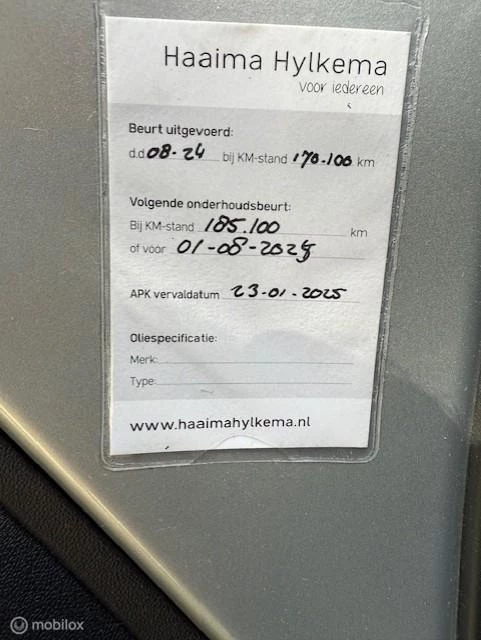 Haaima Hylkema
voor iedereen
Beurt uitgevoerd:
d.d 08-24 bij KM-stand 170.100 km
Volgende onderhoudsbeurt:
Bij KM-stand 185.100 km
of vóór 01-08-2025
APK vervaldatum 23-01-2025
Oliespecificatie:
Merk:
Type:
www.haaimahylkema.nl
mobilox